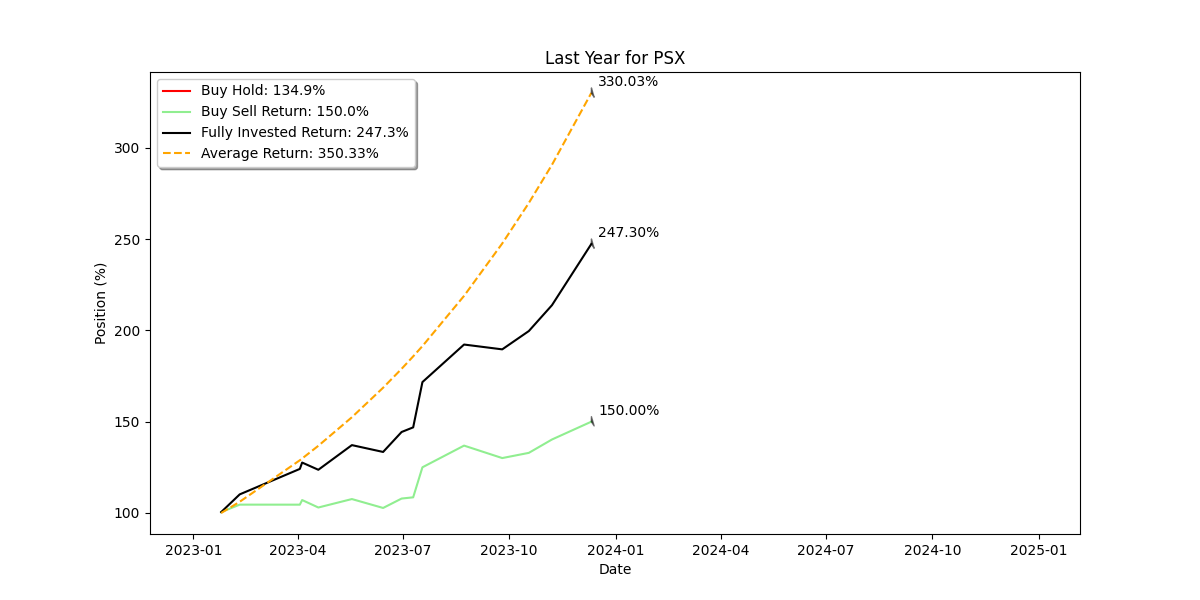 Last Year for PSX
Buy Hold: 134.9%
Buy Sell Return: 150.0%
Fully Invested Return: 247.3%
Average Return: 350.33%
330.03%
247.30%
150.00%
300
250
200
150
100
Position (%)
2023-01 2023-04 2023-07 2023-10 2024-01 2024-04 2024-07 2024-10 2025-01
Date